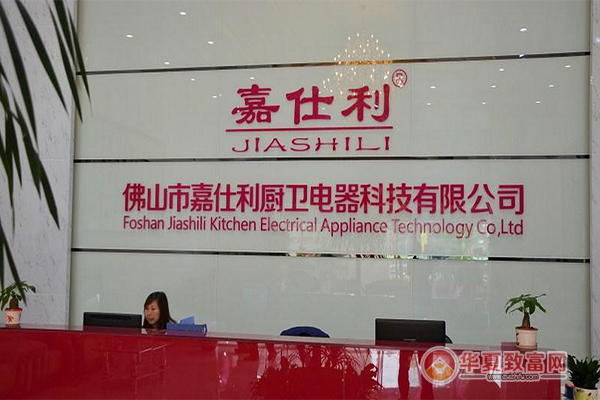 嘉仕利
JIASHILI
佛山市嘉仕利厨卫电器科技有限公司
Foshan Jiashili Kitchen Electrical Appliance Technology Co,Ltd
华夏致富网